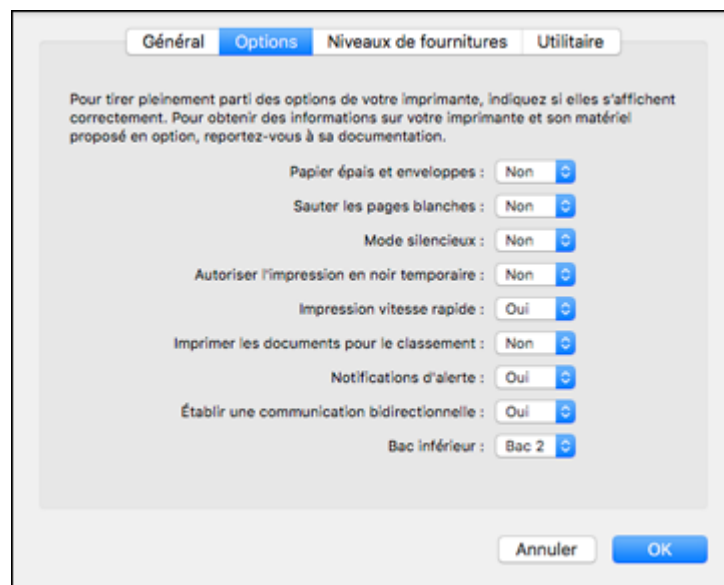 Général Options Niveaux de fournitures Utilitaire
Pour tirer pleinement parti des options de votre imprimante, indiquez si elles s'affichent
correctement. Pour obtenir des informations sur votre imprimante et son matériel
proposé en option, reportez-vous à sa documentation.
Papier épais et enveloppes : Non
Sauter les pages blanches : Non
Mode silencieux : Non
Autoriser l'impression en noir temporaire : Non
Impression vitesse rapide : Oui
Imprimer les documents pour le classement : Non
Notifications d'alerte : Oui
Établir une communication bidirectionnelle : Oui
Bac inférieur : Bac 2
Annuler OK